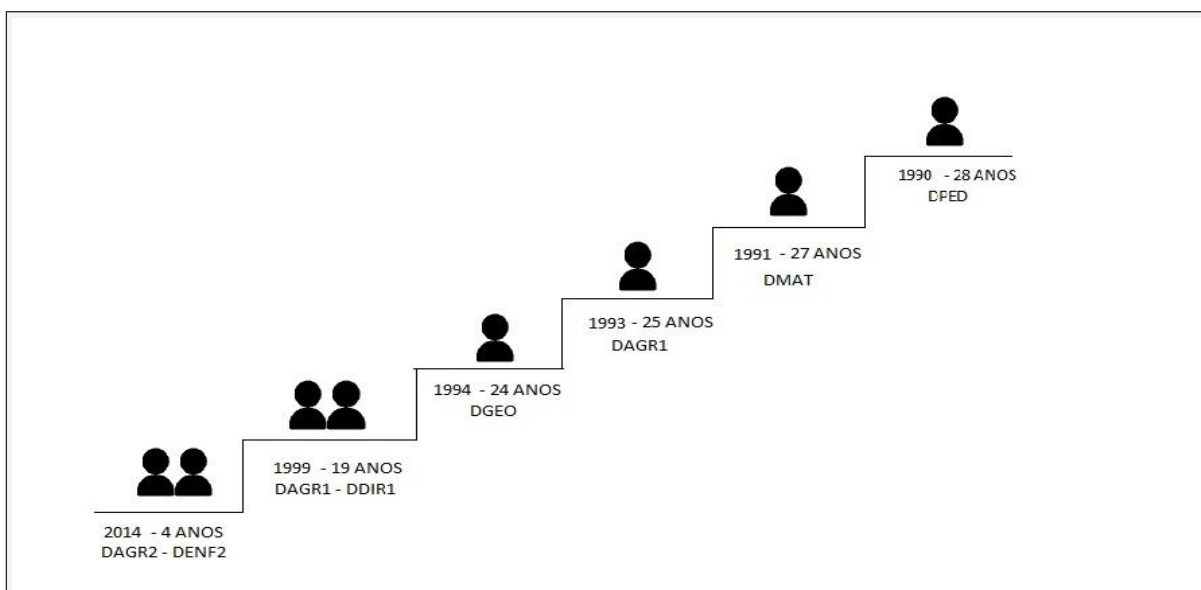 1990 - 28 ANOS
DPED
1991 - 27 ANOS
DMAT
1993 - 25 ANOS
DAGR1
1994 - 24 ANOS
DGEO
1999 - 19 ANOS
DAGR1 - DDIR1
2014 - 4 ANOS
DAGR2 - DENF2